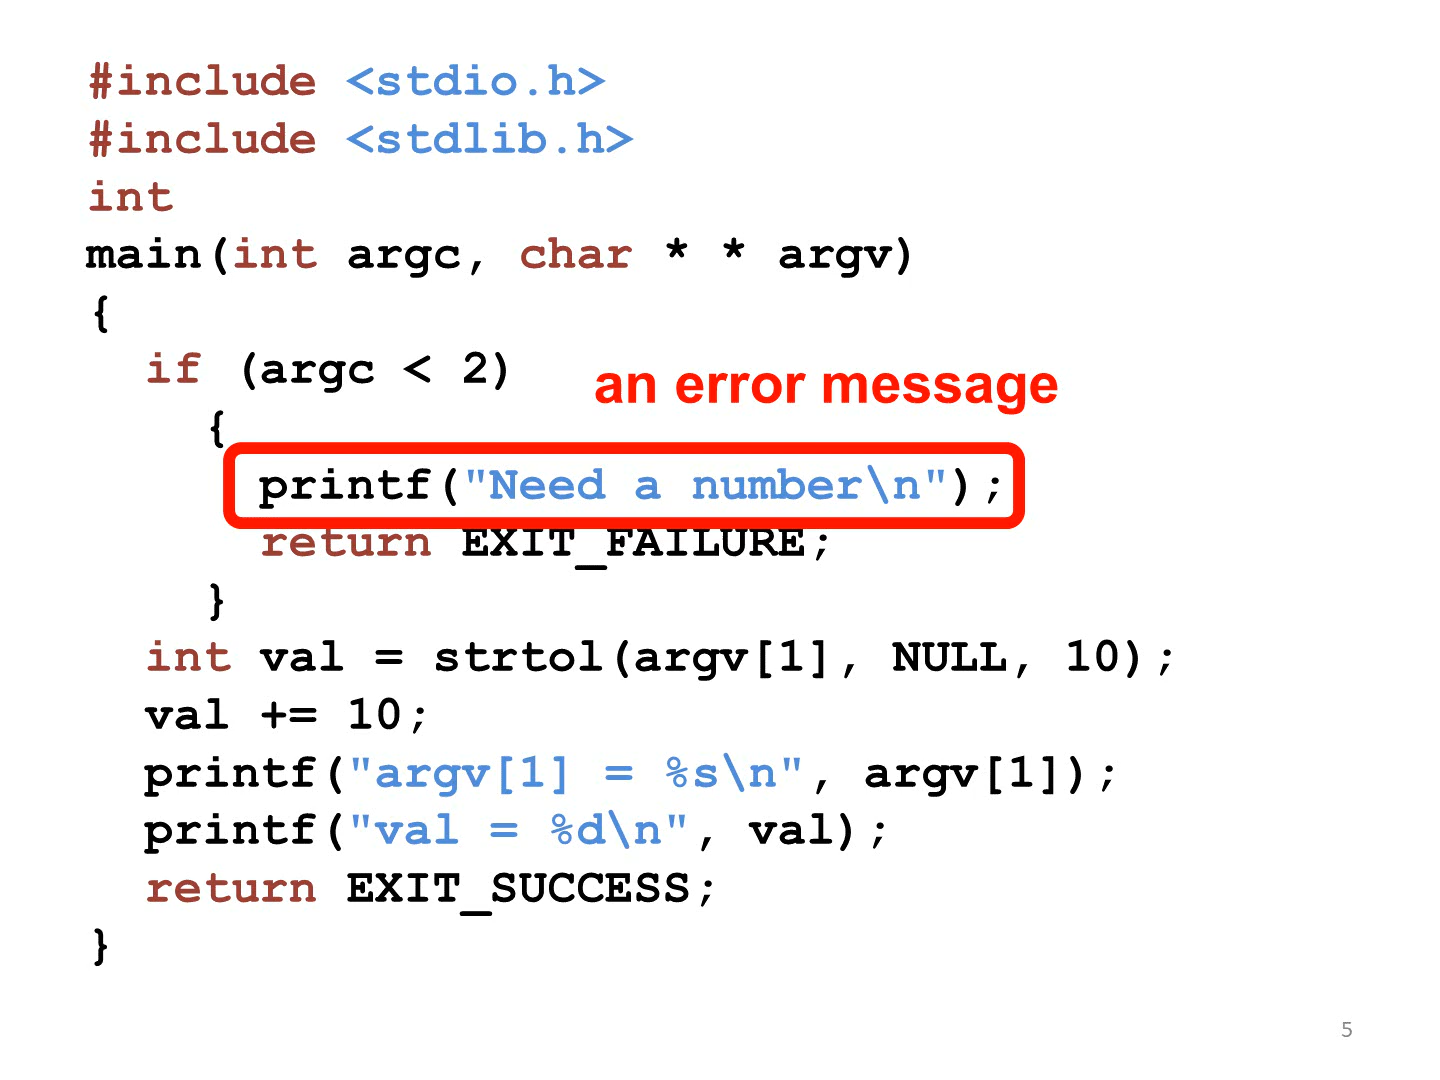 #include <stdio.h>
#include <stdlib.h>
int
main(int argc, char * * argv)
{
if (argc < 2)
an error message
{
printf("Need a number\n");
return EXIT_FAILURE;
}
int val = strtol(argv[1], NULL, 10);
val += 10;
printf("argv[1] = %s\n", argv[1]);
printf("val = %d\n", val);
return EXIT_SUCCESS;
}
5